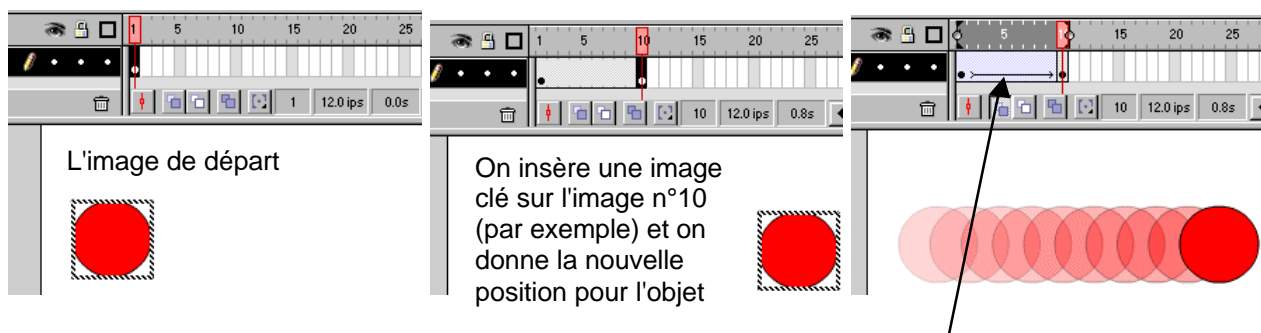 1 5 10 15 20 25
1 12.0 ips 0.0s
L'image de départ
1 5 10 15 20 25
10 12.0 ips 0.8s
On insère une image
clé sur l'image n°10
(par exemple) et on
donne la nouvelle
position pour l'objet
5 10 15 20 25
10 12.0 ips 0.8s